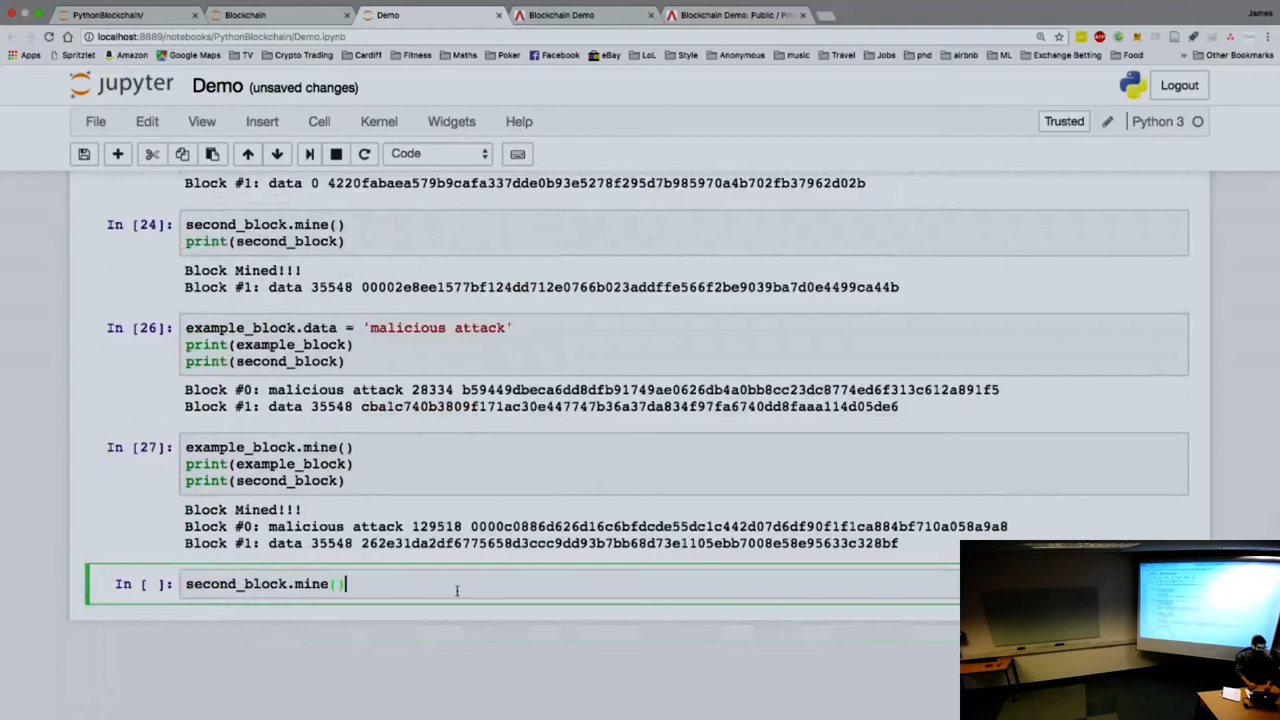 PythonBlockchain/
Blockchain
Demo
Blockchain Demo
Blockchain Demo: Public / Pri
James
localhost:8889/notebooks/PythonBlockchain/Demo.ipynb
Apps Spritzlet Amazon Google Maps TV Crypto Trading Cardiff Fitness Maths Poker Facebook eBay LoL Style Anonymous music Travel Jobs phd airbnb ML Exchange Betting Food » Other Bookmarks
jupyter Demo (unsaved changes) Logout
File Edit View Insert Cell Kernel Widgets Help Trusted Python 3
Code
Block #1: data 0 4220fabaea579b9cafa337dde0b93e5278f295d7b985970a4b702fb37962d02b
In [24]: second_block.mine()
print(second_block)
Block Mined!!!
Block #1: data 35548 00002e8ee1577bf124dd712e0766b023addffe566f2be9039ba7d0e4499ca44b
In [26]: example_block.data = 'malicious attack'
print(example_block)
print(second_block)
Block #0: malicious attack 28334 b59449dbeca6dd8dfb91749ae0626db4a0bb8cc23dc8774ed6f313c612a891f5
Block #1: data 35548 cba1c740b3809f171ac30e447747b36a37da834f97fa6740dd8faaa114d05de6
In [27]: example_block.mine()
print(example_block)
print(second_block)
Block Mined!!!
Block #0: malicious attack 129518 0000c0886d626d16c6bfdcde55dc1c442d07d6df90f1f1ca884bf710a058a9a8
Block #1: data 35548 262e31da2df6775658d3ccc9dd93b7bb68d73e1105ebb7008e58e95633c328bf
In [ ]: second_block.mine()